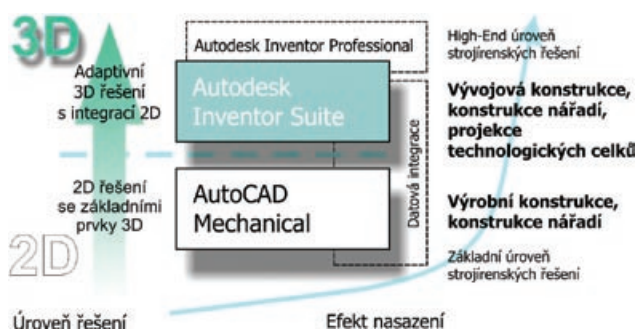 3D
Adaptivní
3D řešení
s integrací 2D
Autodesk Inventor Professional
Autodesk
Inventor Suite
High-End úroveň
strojírenských řešení
Vývojová konstrukce,
konstrukce nářadí,
projekce
technologických celků
Datová integrace
2D řešení
se základními
prvky 3D
2D
AutoCAD
Mechanical
Výrobní konstrukce,
konstrukce nářadí
Základní úroveň
strojírenských řešení
Úroveň řešení
Efekt nasazení